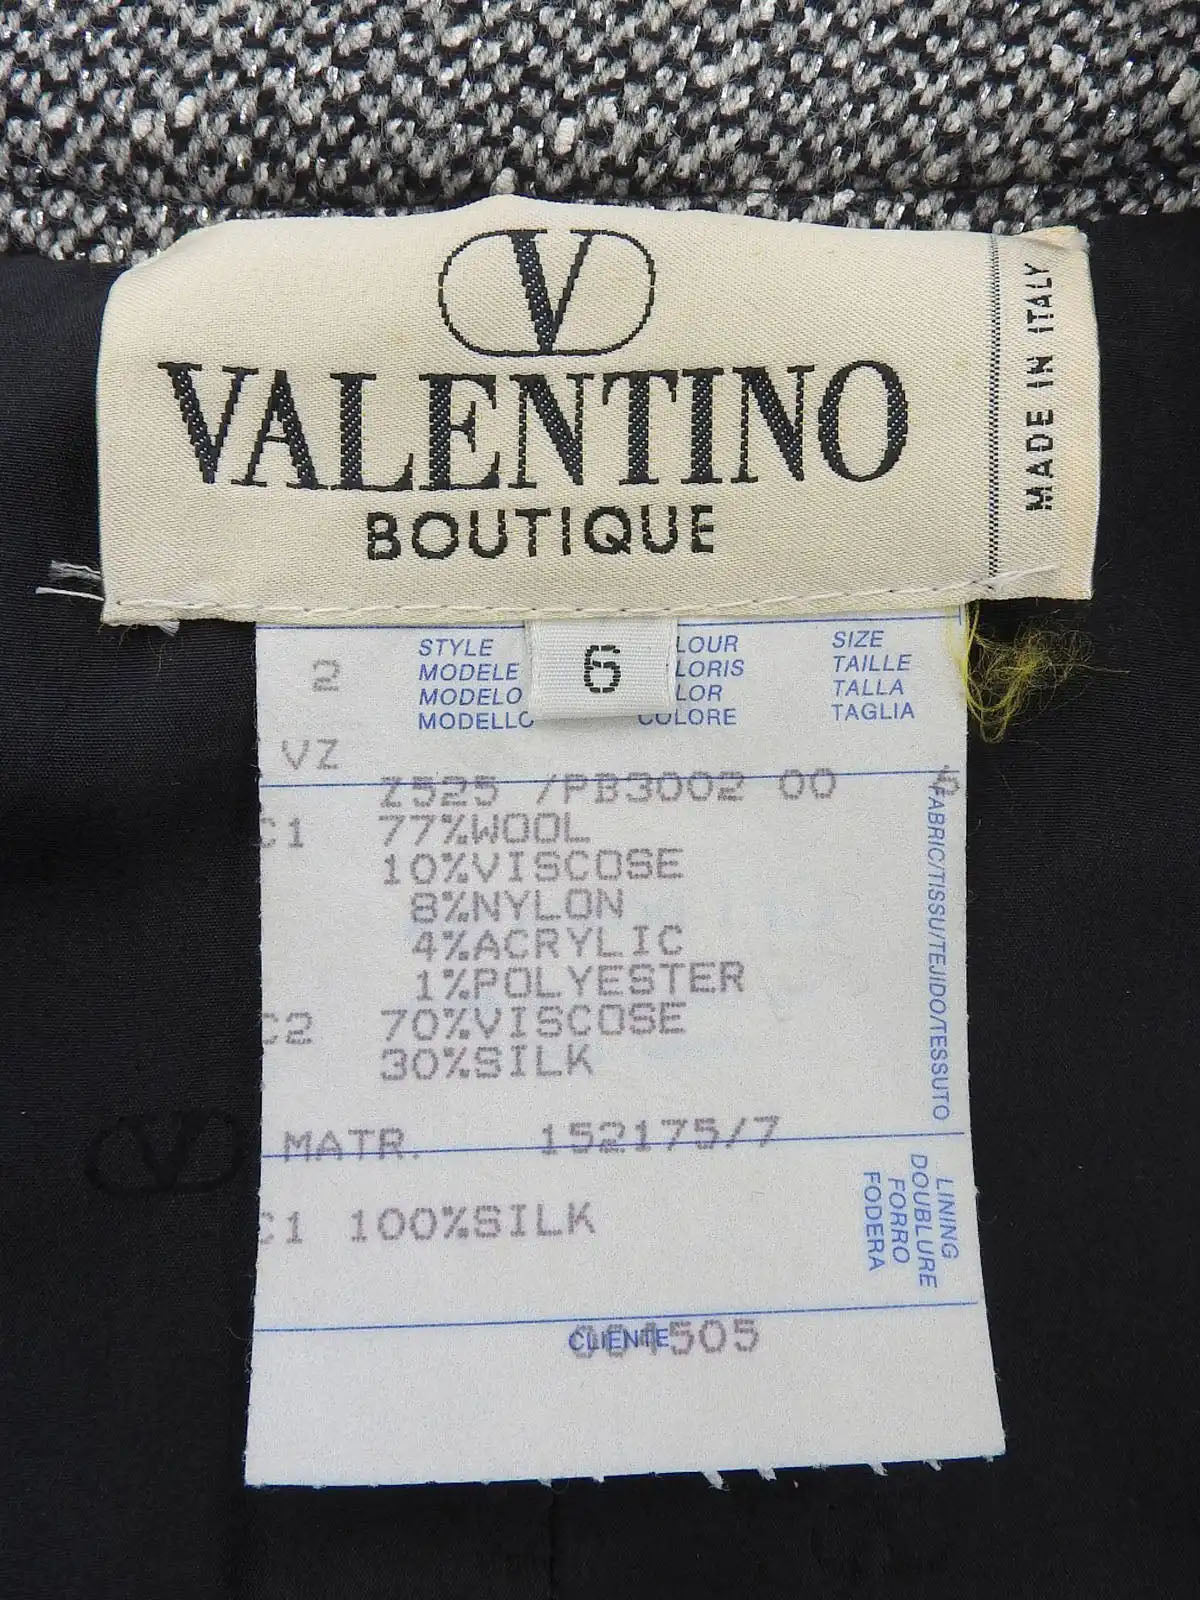 V
VALENTINO
BOUTIQUE
MADE IN ITALY
6
2
STYLE
MODELE
MODELO
MODELLO
LOUR
LORIS
LOR
COLORE
SIZE
TAILLE
TALLA
TAGLIA
VZ
Z525 /PB3002 00 6
C1 77%WOOL
10%VISCOSE
8%NYLON
4%ACRYLIC
1%POLYESTER
C2 70%VISCOSE
30%SILK
FABRIC/TISSU/TEJIDO/TESSUTO
MATR. 152175/7
C1 100%SILK
LINING
DOUBLURE
FORRO
FODERA
CLIENTE
V